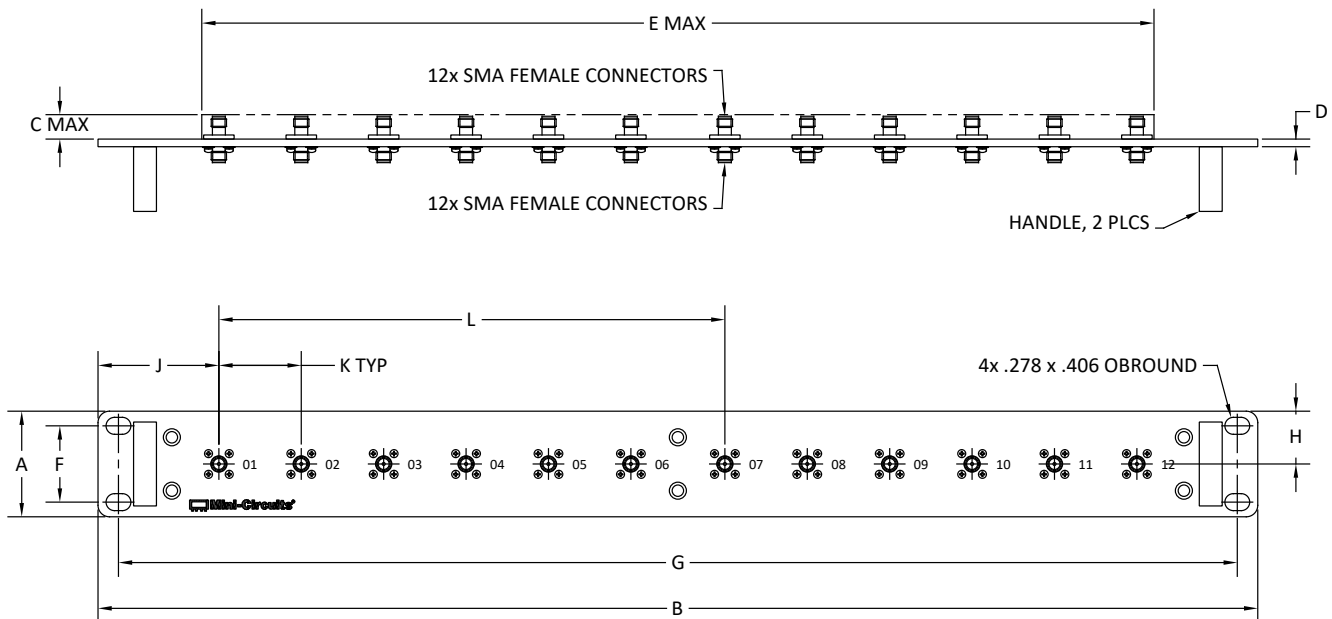 E MAX
12x SMA FEMALE CONNECTORS
C MAX
D
12x SMA FEMALE CONNECTORS
HANDLE, 2 PLCS
L
J
K TYP
4x .278 x .406 OBROUND
A
F
H
01 02 03 04 05 06 07 08 09 10 11 12
Mini-Circuits®
G
B